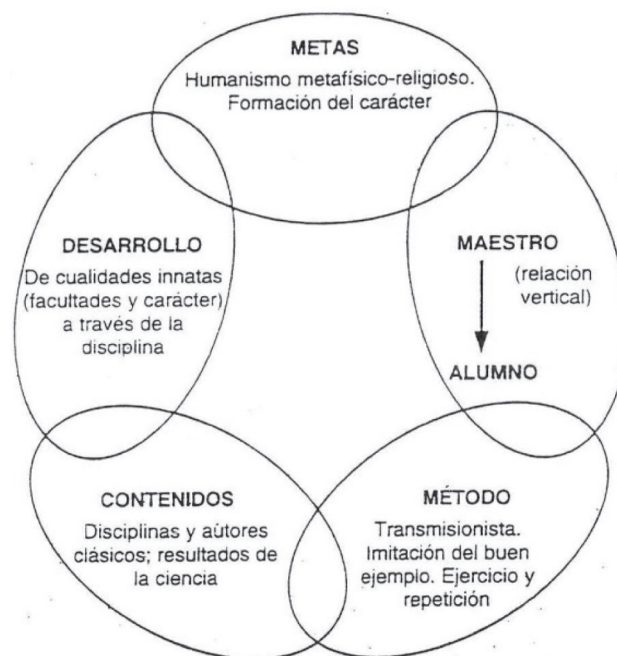 METAS
Humanismo metafísico-religioso.
Formación del carácter
DESARROLLO
De cualidades innatas
(facultades y carácter)
a través de la
disciplina
MAESTRO
(relación
vertical)
ALUMNO
CONTENIDOS
Disciplinas y autores
clásicos; resultados de
la ciencia
MÉTODO
Transmisionista.
Imitación del buen
ejemplo. Ejercicio y
repetición